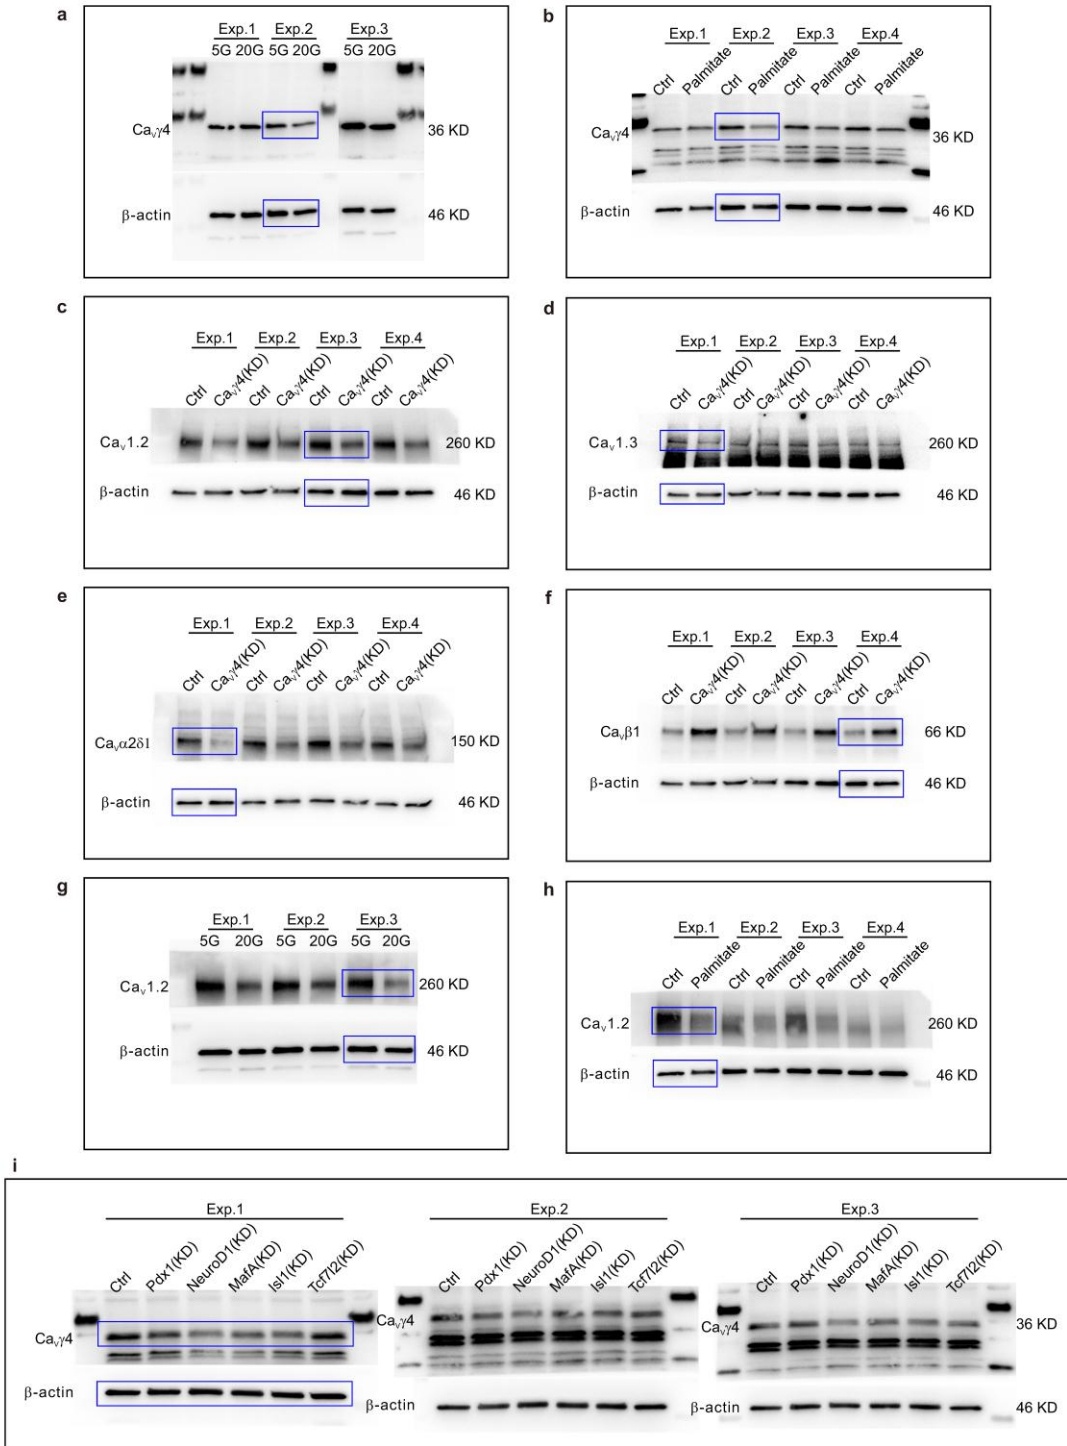 a
Exp.1 Exp.2 Exp.3
5G 20G 5G 20G 5G 20G
Cavγ4 36 KD
β-actin 46 KD
b
Exp.1 Exp.2 Exp.3 Exp.4
Ctrl Palmitate Ctrl Palmitate Ctrl Palmitate Ctrl Palmitate
Cavγ4 36 KD
β-actin 46 KD
c
Exp.1 Exp.2 Exp.3 Exp.4
Ctrl Cavγ4(KD) Ctrl Cavγ4(KD) Ctrl Cavγ4(KD) Ctrl Cavγ4(KD)
Cav1.2 260 KD
β-actin 46 KD
d
Exp.1 Exp.2 Exp.3 Exp.4
Ctrl Cavγ4(KD) Ctrl Cavγ4(KD) Ctrl Cavγ4(KD) Ctrl Cavγ4(KD)
Cav1.3 260 KD
β-actin 46 KD
e
Exp.1 Exp.2 Exp.3 Exp.4
Ctrl Cavγ4(KD) Ctrl Cavγ4(KD) Ctrl Cavγ4(KD) Ctrl Cavγ4(KD)
Cavα2δ1 150 KD
β-actin 46 KD
f
Exp.1 Exp.2 Exp.3 Exp.4
Ctrl Cavγ4(KD) Ctrl Cavγ4(KD) Ctrl Cavγ4(KD) Ctrl Cavγ4(KD)
Cavβ1 66 KD
β-actin 46 KD
g
Exp.1 Exp.2 Exp.3
5G 20G 5G 20G 5G 20G
Cav1.2 260 KD
β-actin 46 KD
h
Exp.1 Exp.2 Exp.3 Exp.4
Ctrl Palmitate Ctrl Palmitate Ctrl Palmitate Ctrl Palmitate
Cav1.2 260 KD
β-actin 46 KD
i
Exp.1 Exp.2 Exp.3
Ctrl Pdx1(KD) NeuroD1(KD) MafA(KD) Isl1(KD) Tcf7l2(KD) Ctrl Pdx1(KD) NeuroD1(KD) MafA(KD) Isl1(KD) Tcf7l2(KD) Ctrl Pdx1(KD) NeuroD1(KD) MafA(KD) Isl1(KD) Tcf7l2(KD)
Cavγ4 Cavγ4 Cavγ4 36 KD
β-actin β-actin β-actin 46 KD